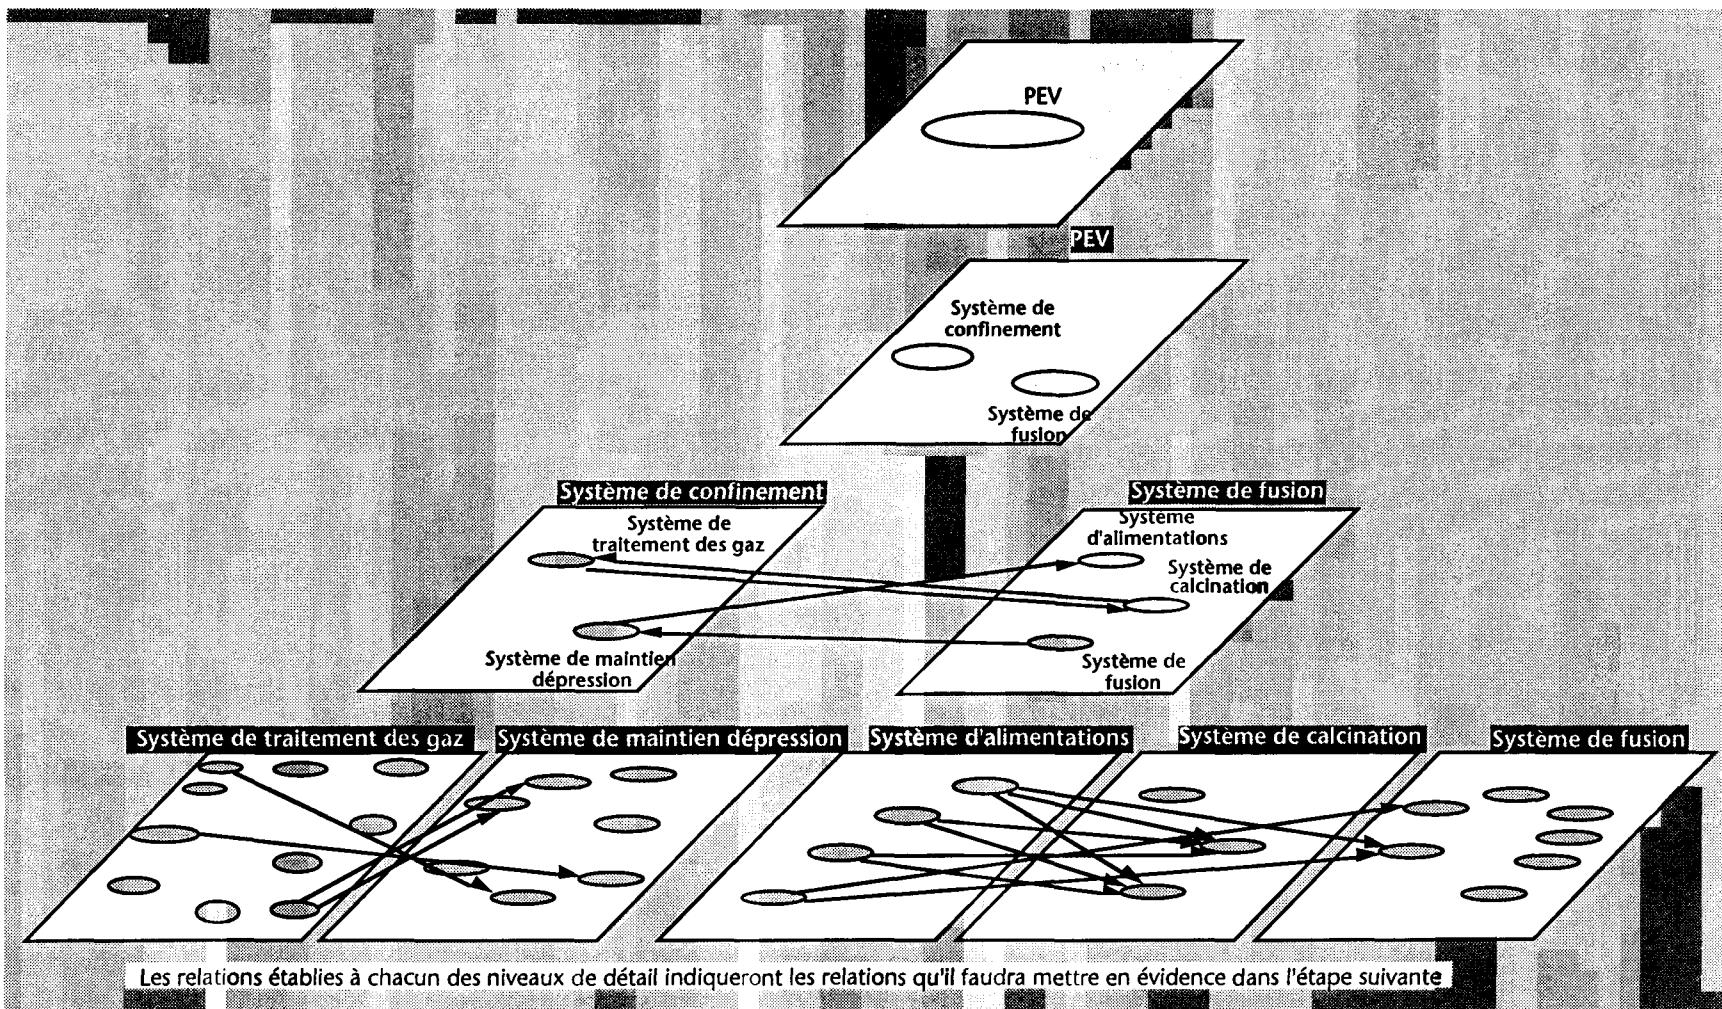 PEV
PEV
Système de
confinement
Système de
fusion
Système de confinement
Système de fusion
Système de
traitement des gaz
Système de maintien
dépression
Système
d'alimentations
Système de
calcination
Système de
fusion
Système de traitement des gaz
Système de maintien dépression
Système d'alimentations
Système de calcination
Système de fusion
Les relations établies à chacun des niveaux de détail indiqueront les relations qu'il faudra mettre en évidence dans l'étape suivante